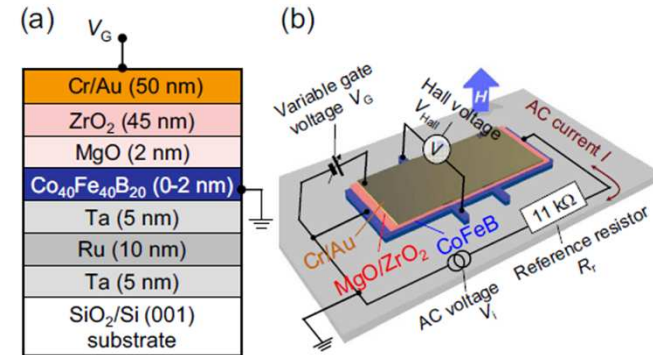 (a)
V_G
Cr/Au (50 nm)
ZrO₂ (45 nm)
MgO (2 nm)
Co₄₀Fe₄₀B₂₀ (0-2 nm)
Ta (5 nm)
Ru (10 nm)
Ta (5 nm)
SiO₂/Si (001)
substrate
(b)
Variable gate
voltage V_G
Hall voltage
V_Hall
V
H
AC current I
Cr/Au
MgO/ZrO₂
CoFeB
11 kΩ
Reference resistor
R_r
AC voltage
V_i